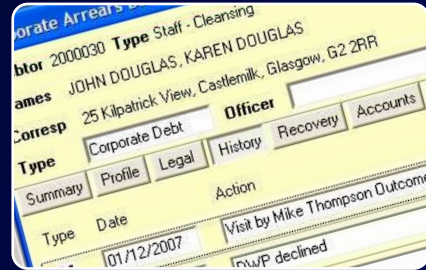 orporate Arrears
btor 2000030 Type Staff - Cleansing
ames JOHN DOUGLAS, KAREN DOUGLAS
Corresp 25 Kilpatrick View, Castlemilk, Glasgow, G2 2RR
Type Corporate Debt Officer
Summary Profile Legal History Recovery Accounts
Type Date Action
01/12/2007 Visit by Mike Thompson Outcome
DWP declined